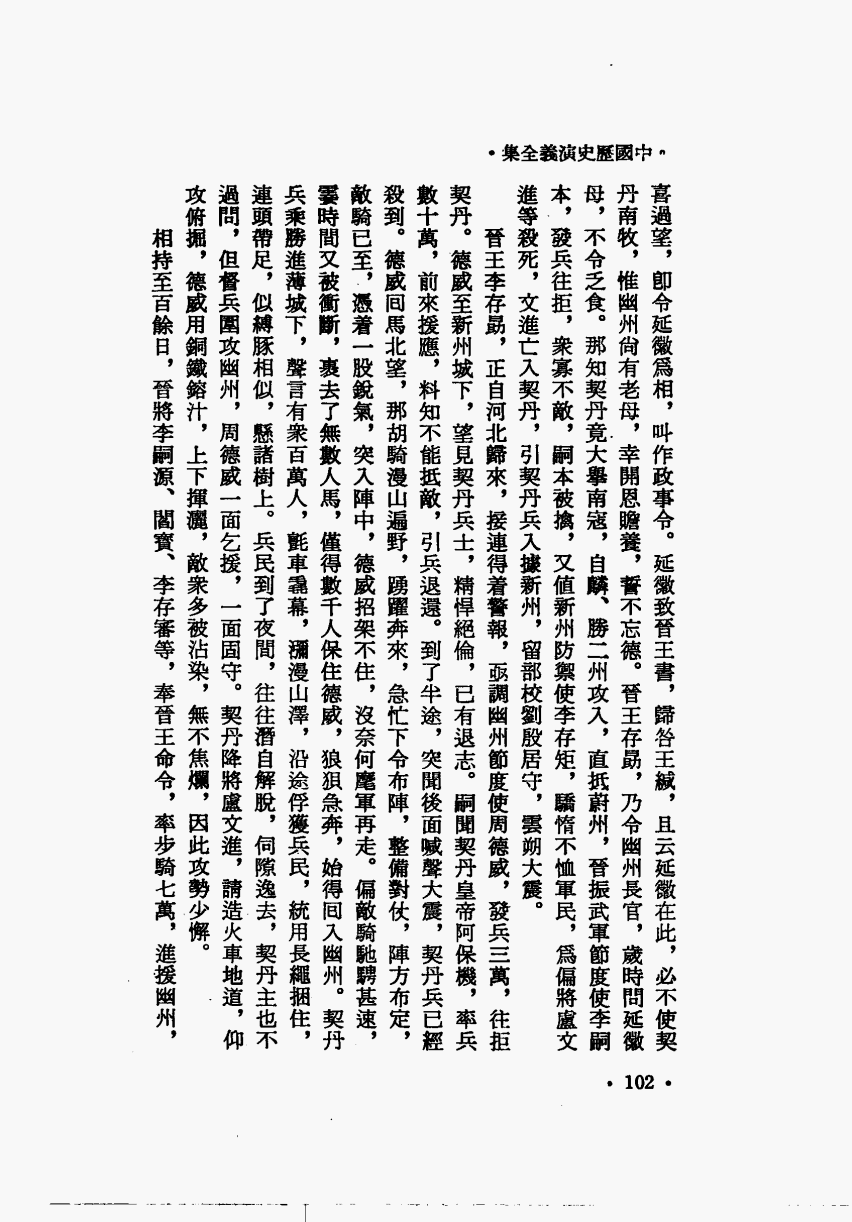 •中國歷史演義全集•
喜過望，卽令延徽爲相，叫作政事令。延徽致晉王書，歸咎王緘，且云延徽在此，必不使契
丹南牧，惟幽州尙有老母，幸開恩贍養，誓不忘德。晉王存勗，乃令幽州長官，歲時問延徽
母，不令乏食。那知契丹竟大擧南寇，自麟、勝二州攻入，直抵蔚州，晉振武軍節度使李嗣
本，發兵往拒，衆寡不敵，嗣本被擒，又值新州防禦使李存矩，驕惰不恤軍民，爲偏將盧文
進等殺死，文進亡入契丹，引契丹兵入據新州，留部校劉殷居守，雲朔大震。
晉王李存勗，正自河北歸來，接連得着警報，亟調幽州節度使周德威，發兵三萬，往拒
契丹。德威至新州城下，望見契丹兵士，精悍絕倫，已有退志。嗣聞契丹皇帝阿保機，率兵
數十萬，前來援應，料知不能抵敵，引兵退還。到了半途，突聞後面喊聲大震，契丹兵已經
殺到。德威囘馬北望，那胡騎漫山遍野，踴躍奔來，急忙下令布陣，整備對仗，陣方布定，
敵騎已至，憑着一股銳氣，突入陣中，德威招架不住，沒奈何麾軍再走。偏敵騎馳騁甚速，
霎時間又被衝斷，裹去了無數人馬，僅得數千人保住德威，狼狽急奔，始得囘入幽州。契丹
兵乘勝進薄城下，聲言有衆百萬人，氈車毳幕，瀰漫山澤，沿途俘獲兵民，統用長繩捆住，
連頭帶足，似縛豚相似，懸諸樹上。兵民到了夜間，往往潛自解脫，伺隙逸去，契丹主也不
過問，但督兵圍攻幽州，周德威一面乞援，一面固守。契丹降將盧文進，請造火車地道，仰
攻俯掘，德威用銅鐵鎔汁，上下揮灑，敵衆多被沾染，無不焦爛，因此攻勢少懈。
相持至百餘日，晉將李嗣源、閻寶、李存審等，奉晉王命令，率步騎七萬，進援幽州，
•102•